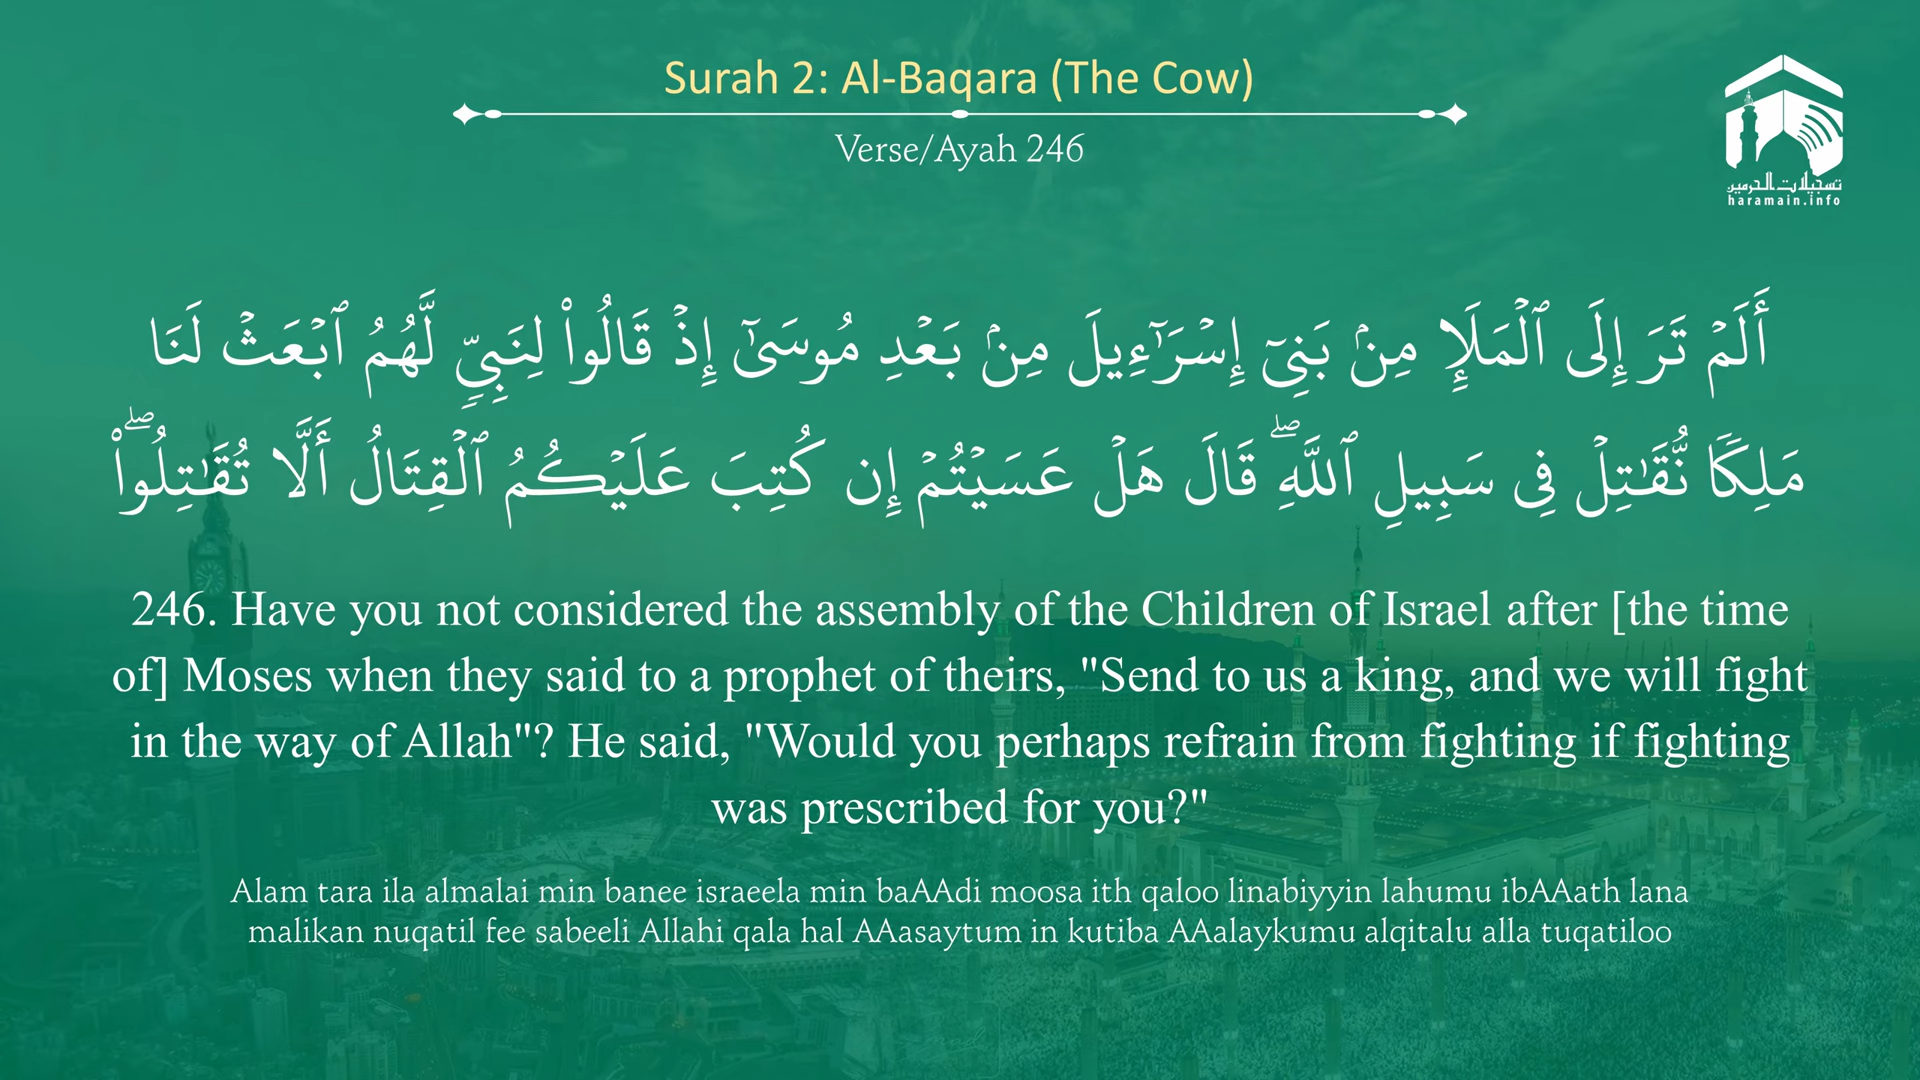 Surah 2: Al-Baqara (The Cow)
Verse/Ayah 246
تسجيلات الحرمين
haramain.info
أَلَمْ تَرَ إِلَى ٱلْمَلَإِ مِنۢ بَنِىٓ إِسْرَٰٓءِيلَ مِنۢ بَعْدِ مُوسَىٰٓ إِذْ قَالُوا۟ لِنَبِىٍّ لَّهُمُ ٱبْعَثْ لَنَا
مَلِكًا نُّقَٰتِلْ فِى سَبِيلِ ٱللَّهِ ۖ قَالَ هَلْ عَسَيْتُمْ إِن كُتِبَ عَلَيْكُمُ ٱلْقِتَالُ أَلَّا تُقَٰتِلُوا۟ ۖ
246. Have you not considered the assembly of the Children of Israel after [the time
of] Moses when they said to a prophet of theirs, "Send to us a king, and we will fight
in the way of Allah"? He said, "Would you perhaps refrain from fighting if fighting
was prescribed for you?"
Alam tara ila almalai min banee israeela min baAAdi moosa ith qaloo linabiyyin lahumu ibAAath lana
malikan nuqatil fee sabeeli Allahi qala hal AAasaytum in kutiba AAalaykumu alqitalu alla tuqatiloo